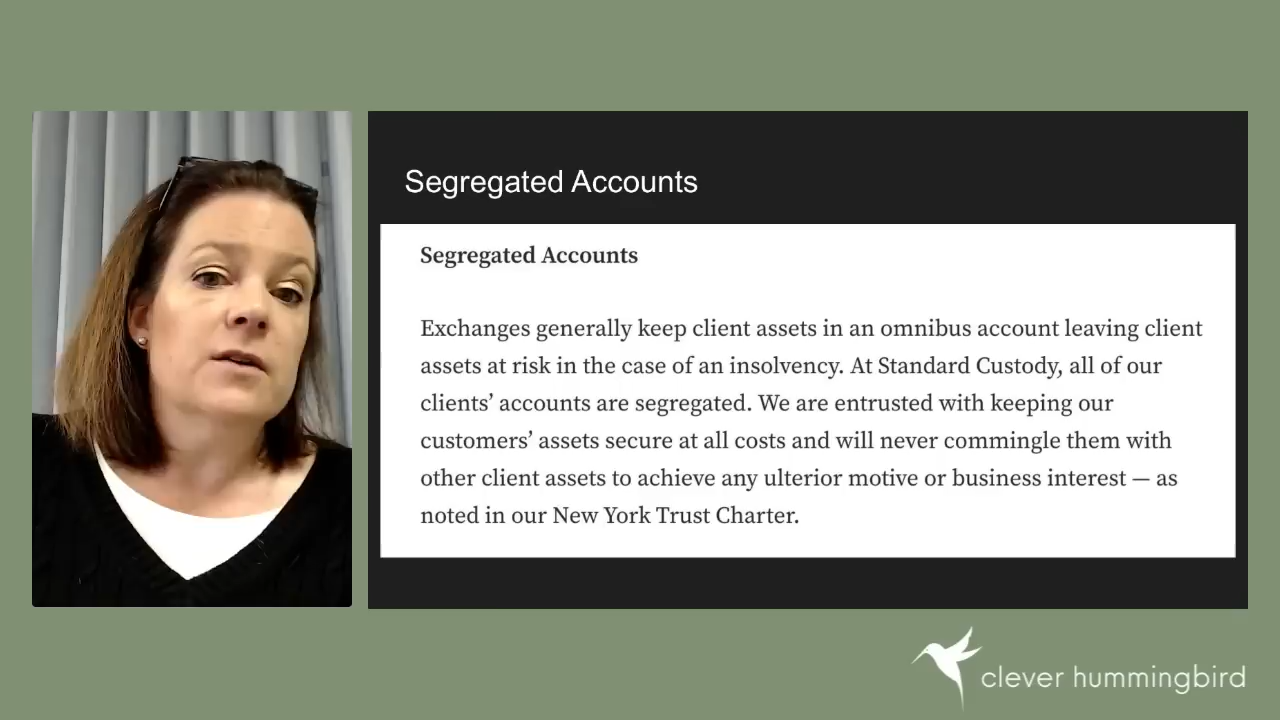 Segregated Accounts
Segregated Accounts
Exchanges generally keep client assets in an omnibus account leaving client
assets at risk in the case of an insolvency. At Standard Custody, all of our
clients’ accounts are segregated. We are entrusted with keeping our
customers’ assets secure at all costs and will never commingle them with
other client assets to achieve any ulterior motive or business interest — as
noted in our New York Trust Charter.
clever hummingbird